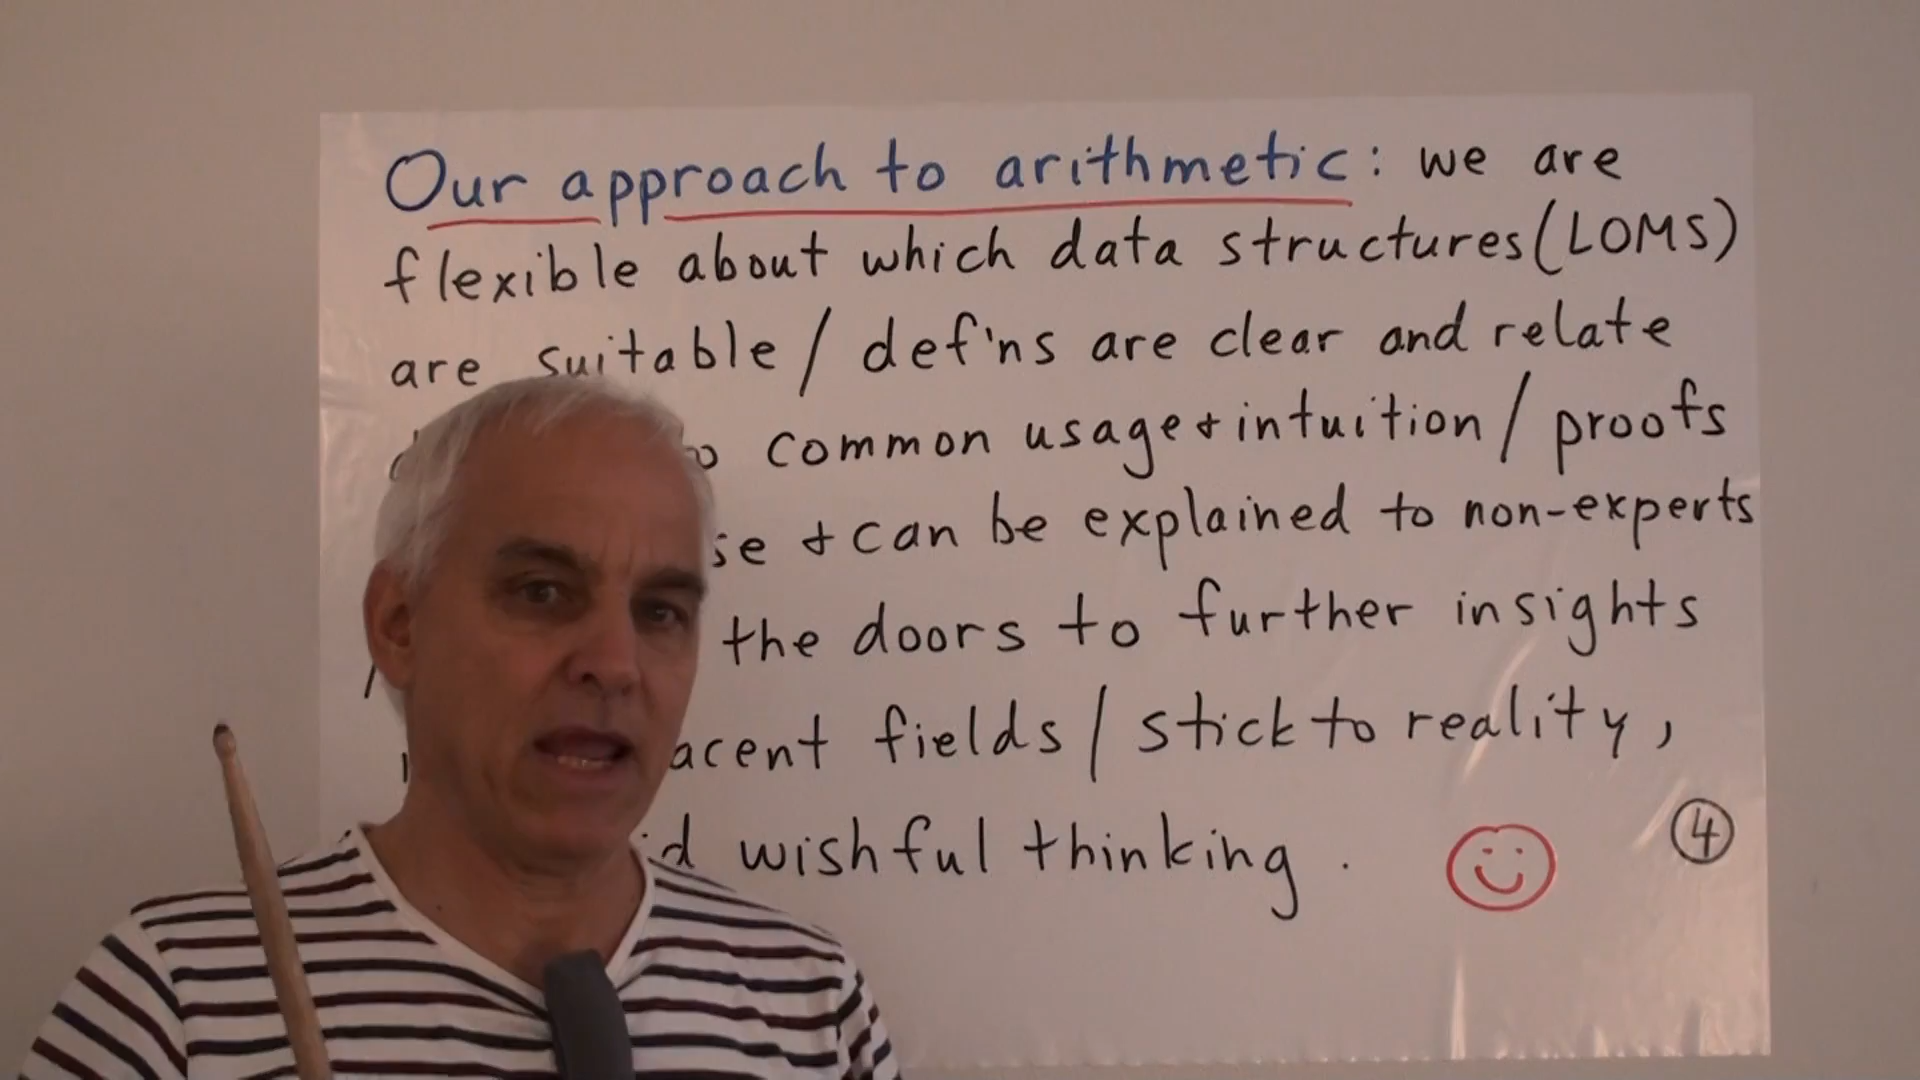 Our approach to arithmetic: we are
flexible about which data structures (LOMS)
are suitable / def'ns are clear and relate
common usage + intuition / proofs
+ can be explained to non-experts
the doors to further insights
fields / stick to reality,
wishful thinking.
4